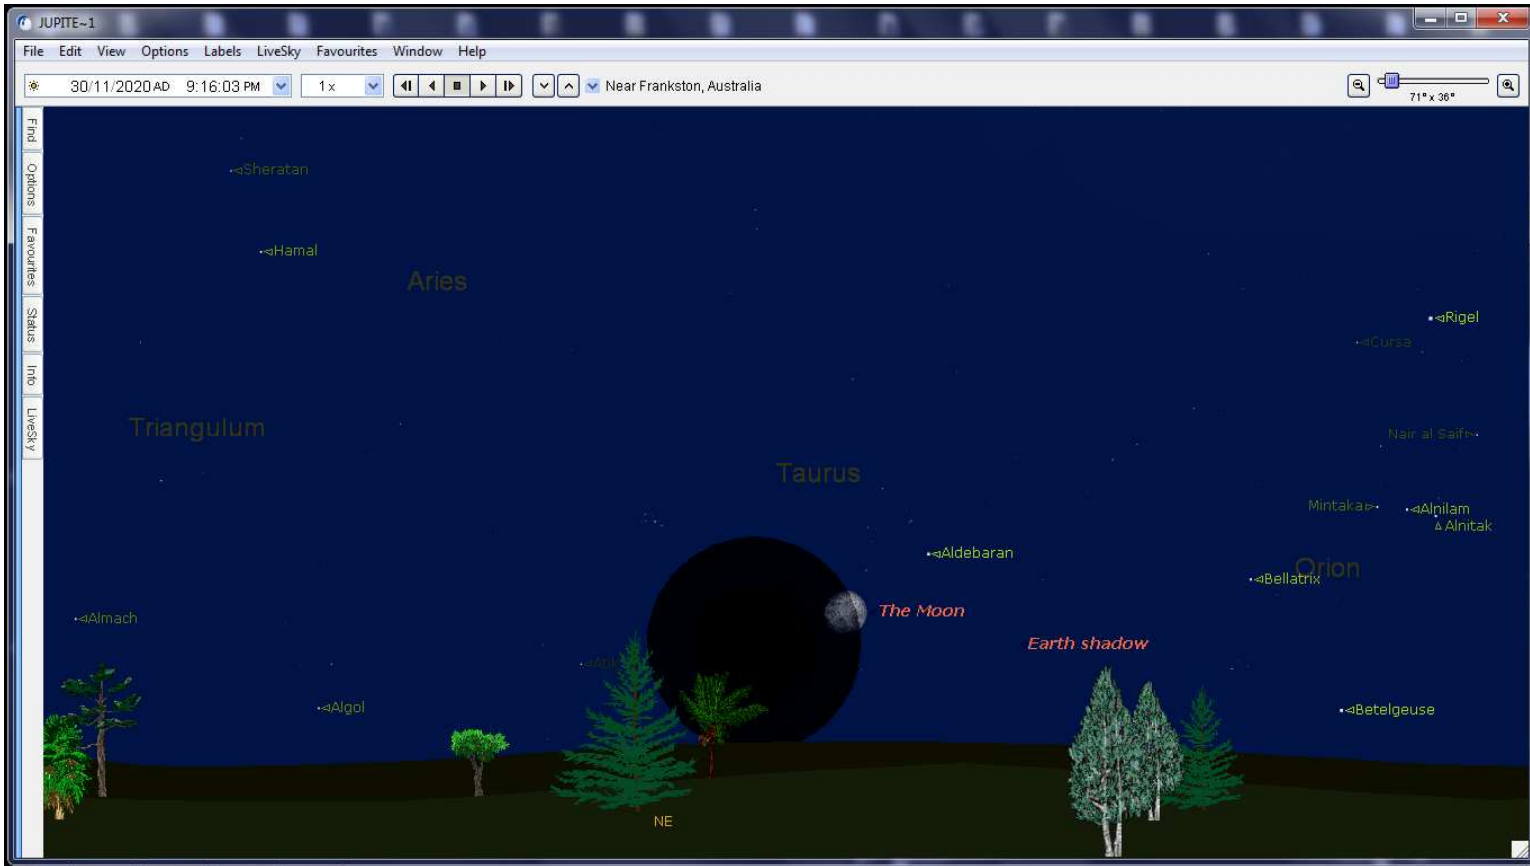 JUPITE~1
File Edit View Options Labels LiveSky Favourites Window Help
30/11/2020 AD 9:16:03 PM 1 x Near Frankston, Australia 71° x 36°
Find
Options
Favourites
Status
Info
LiveSky
Sheratan
Hamal
Aries
Rigel
Cursa
Triangulum
Nair al Saif
Taurus
Mintaka Alnilam
Alnitak
Aldebaran
Orion
Bellatrix
The Moon
Almach
Earth shadow
Atik
Algol
Betelgeuse
NE